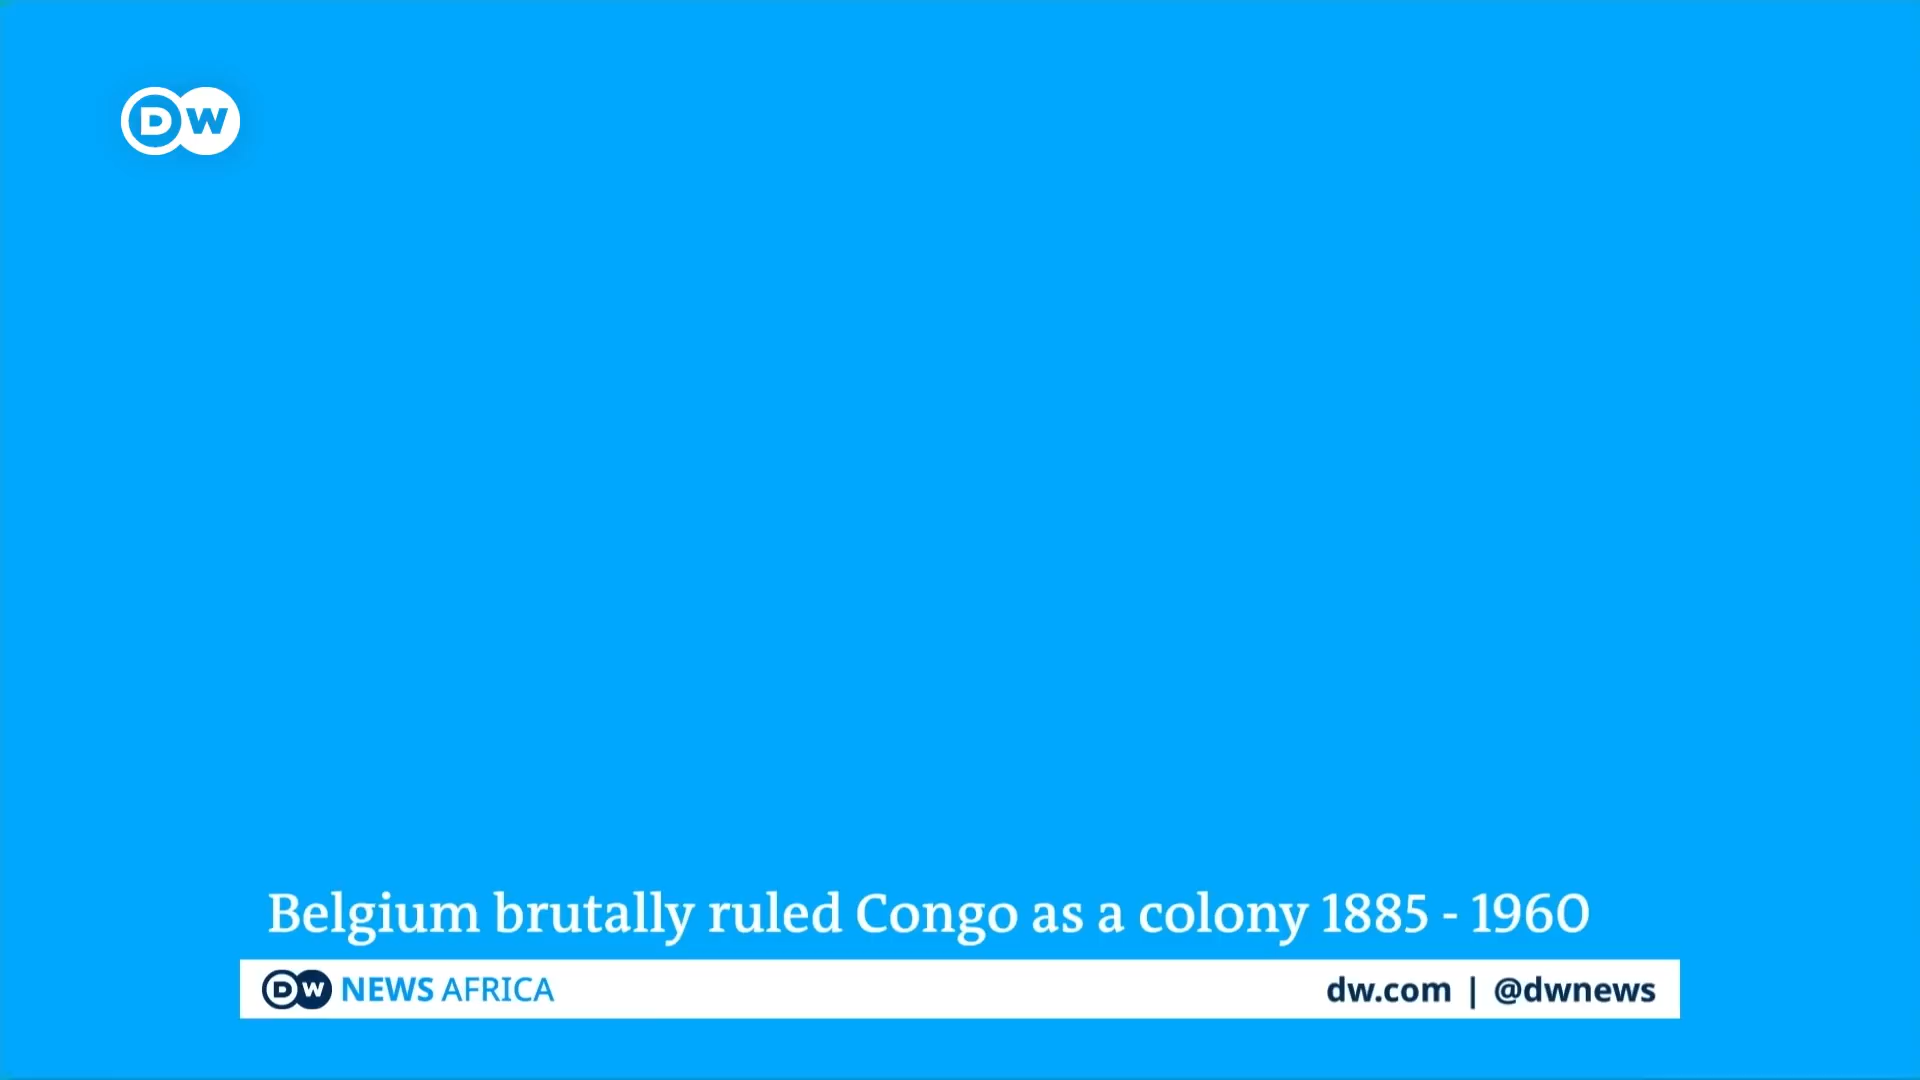 DW
Belgium brutally ruled Congo as a colony 1885 - 1960
DW NEWS AFRICA
dw.com | @dwnews